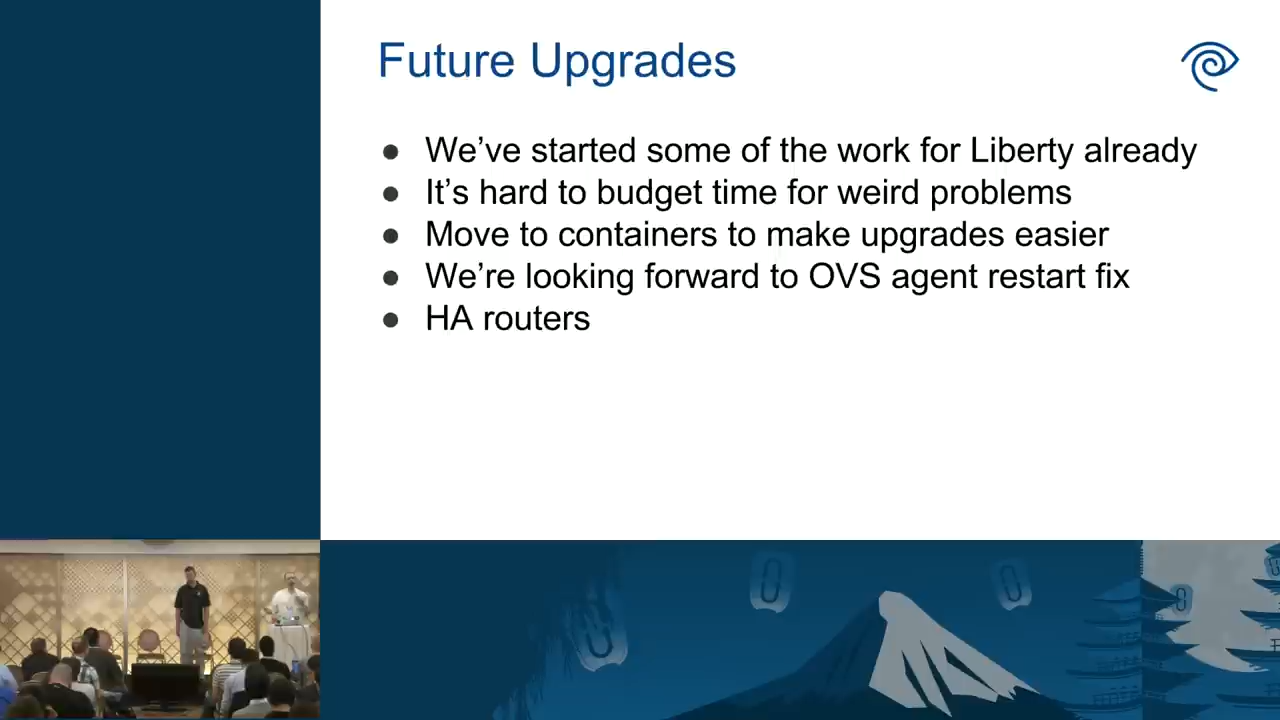 Future Upgrades
● We’ve started some of the work for Liberty already
● It’s hard to budget time for weird problems
● Move to containers to make upgrades easier
● We’re looking forward to OVS agent restart fix
● HA routers